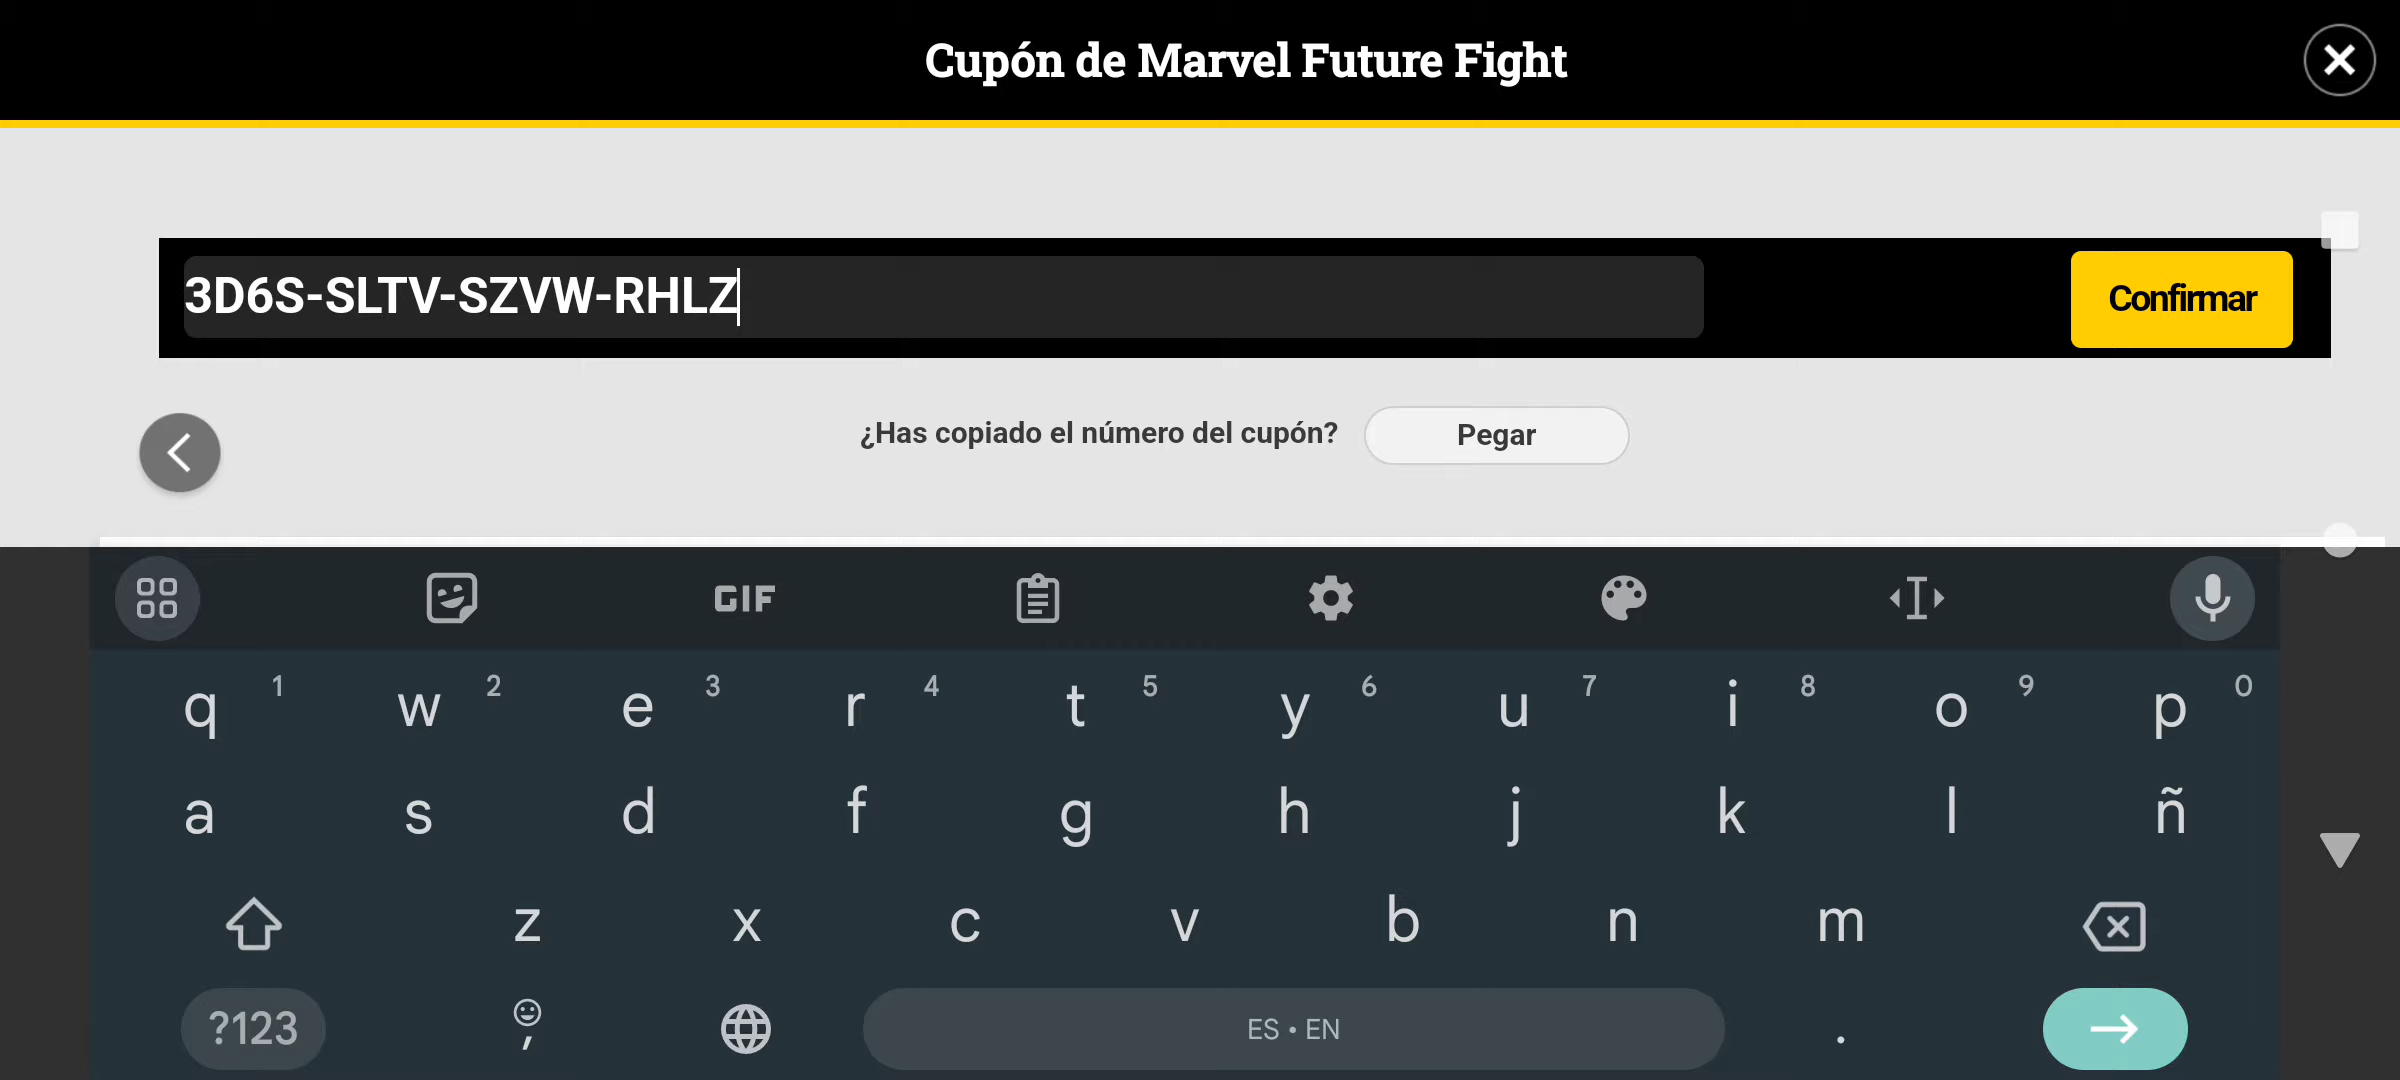 Cupón de Marvel Future Fight
3D6S-SLTV-SZVW-RHLZ
Confirmar
¿Has copiado el número del cupón?
Pegar
GIF
q 1 w 2 e 3 r 4 t 5 y 6 u 7 i 8 o 9 p 0
a s d f g h j k l ñ
z x c v b n m
?123 , ES • EN .